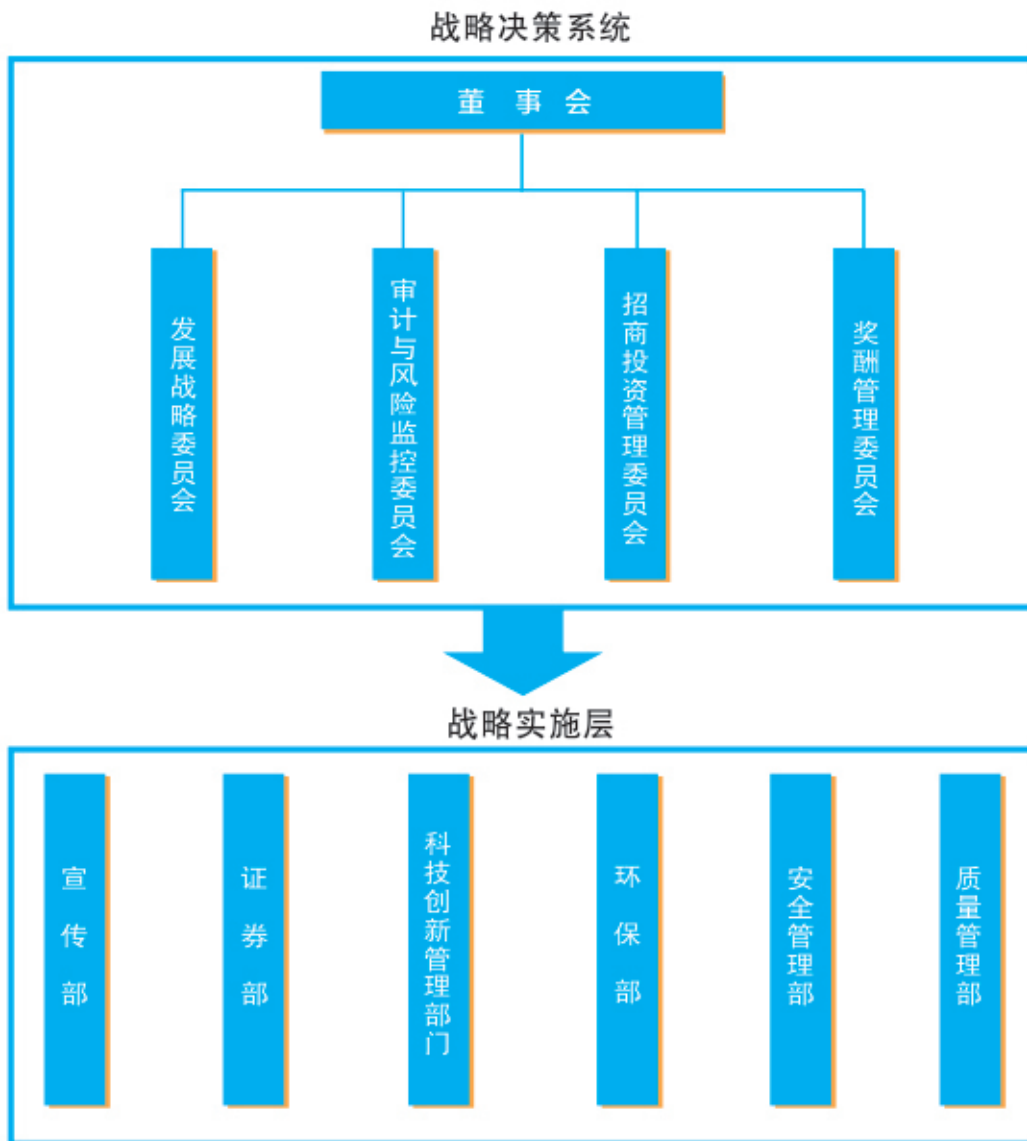 战略决策系统
董事会
发展战略委员会
审计与风险监控委员会
招商投资管理委员会
奖酬管理委员会
战略实施层
宣传部
证券部
科技创新管理部门
环保部
安全管理部
质量管理部